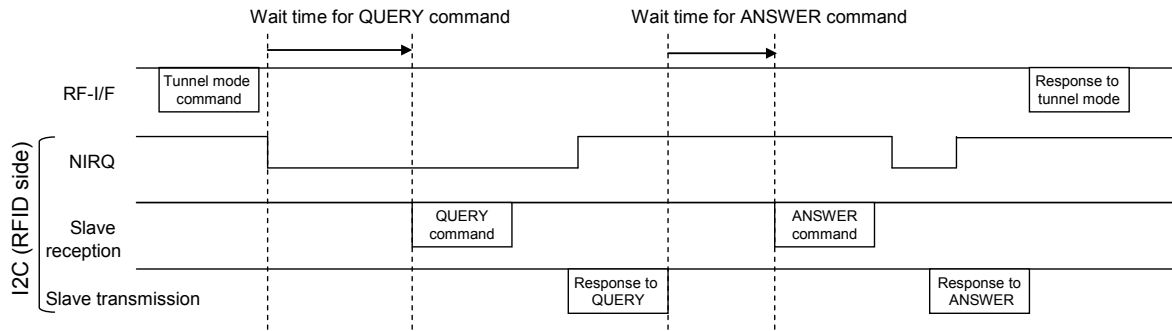 Wait time for QUERY command
Wait time for ANSWER command
RF-I/F
Tunnel mode
command
Response to
tunnel mode
I2C (RFID side)
NIRQ
Slave
reception
QUERY
command
ANSWER
command
Slave transmission
Response to
QUERY
Response to
ANSWER